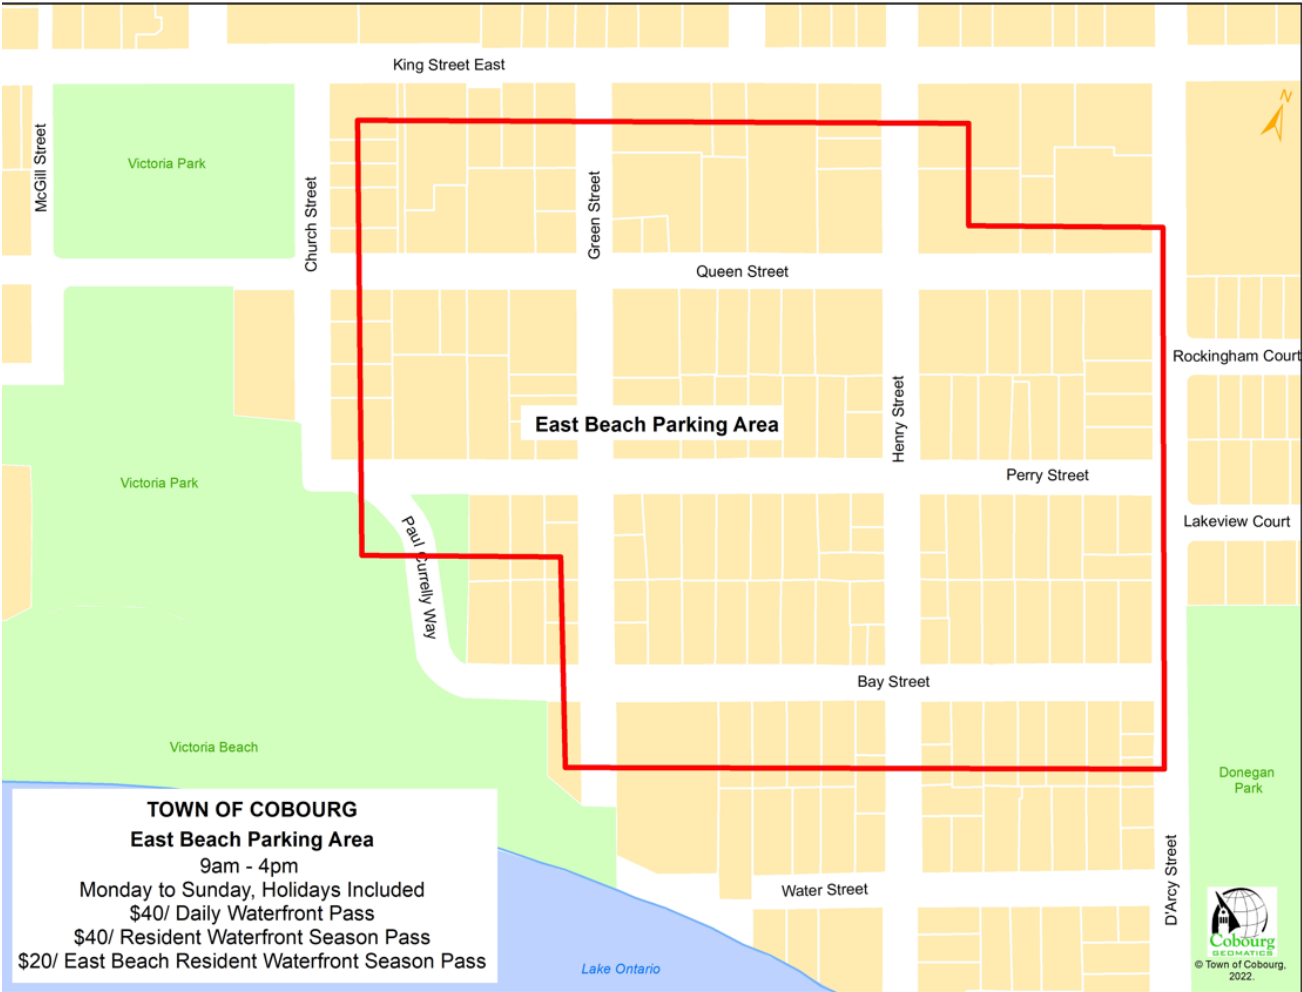 King Street East
N
McGill Street
Victoria Park
Church Street
Green Street
Queen Street
Rockingham Court
Henry Street
East Beach Parking Area
Perry Street
Victoria Park
Lakeview Court
Paul Currelly Way
Bay Street
Victoria Beach
Donegan
Park
TOWN OF COBOURG
East Beach Parking Area
9am - 4pm
Monday to Sunday, Holidays Included
$40/ Daily Waterfront Pass
$40/ Resident Waterfront Season Pass
$20/ East Beach Resident Waterfront Season Pass
Water Street
D'Arcy Street
Lake Ontario
Cobourg
GEOMATICS
© Town of Cobourg,
2022.